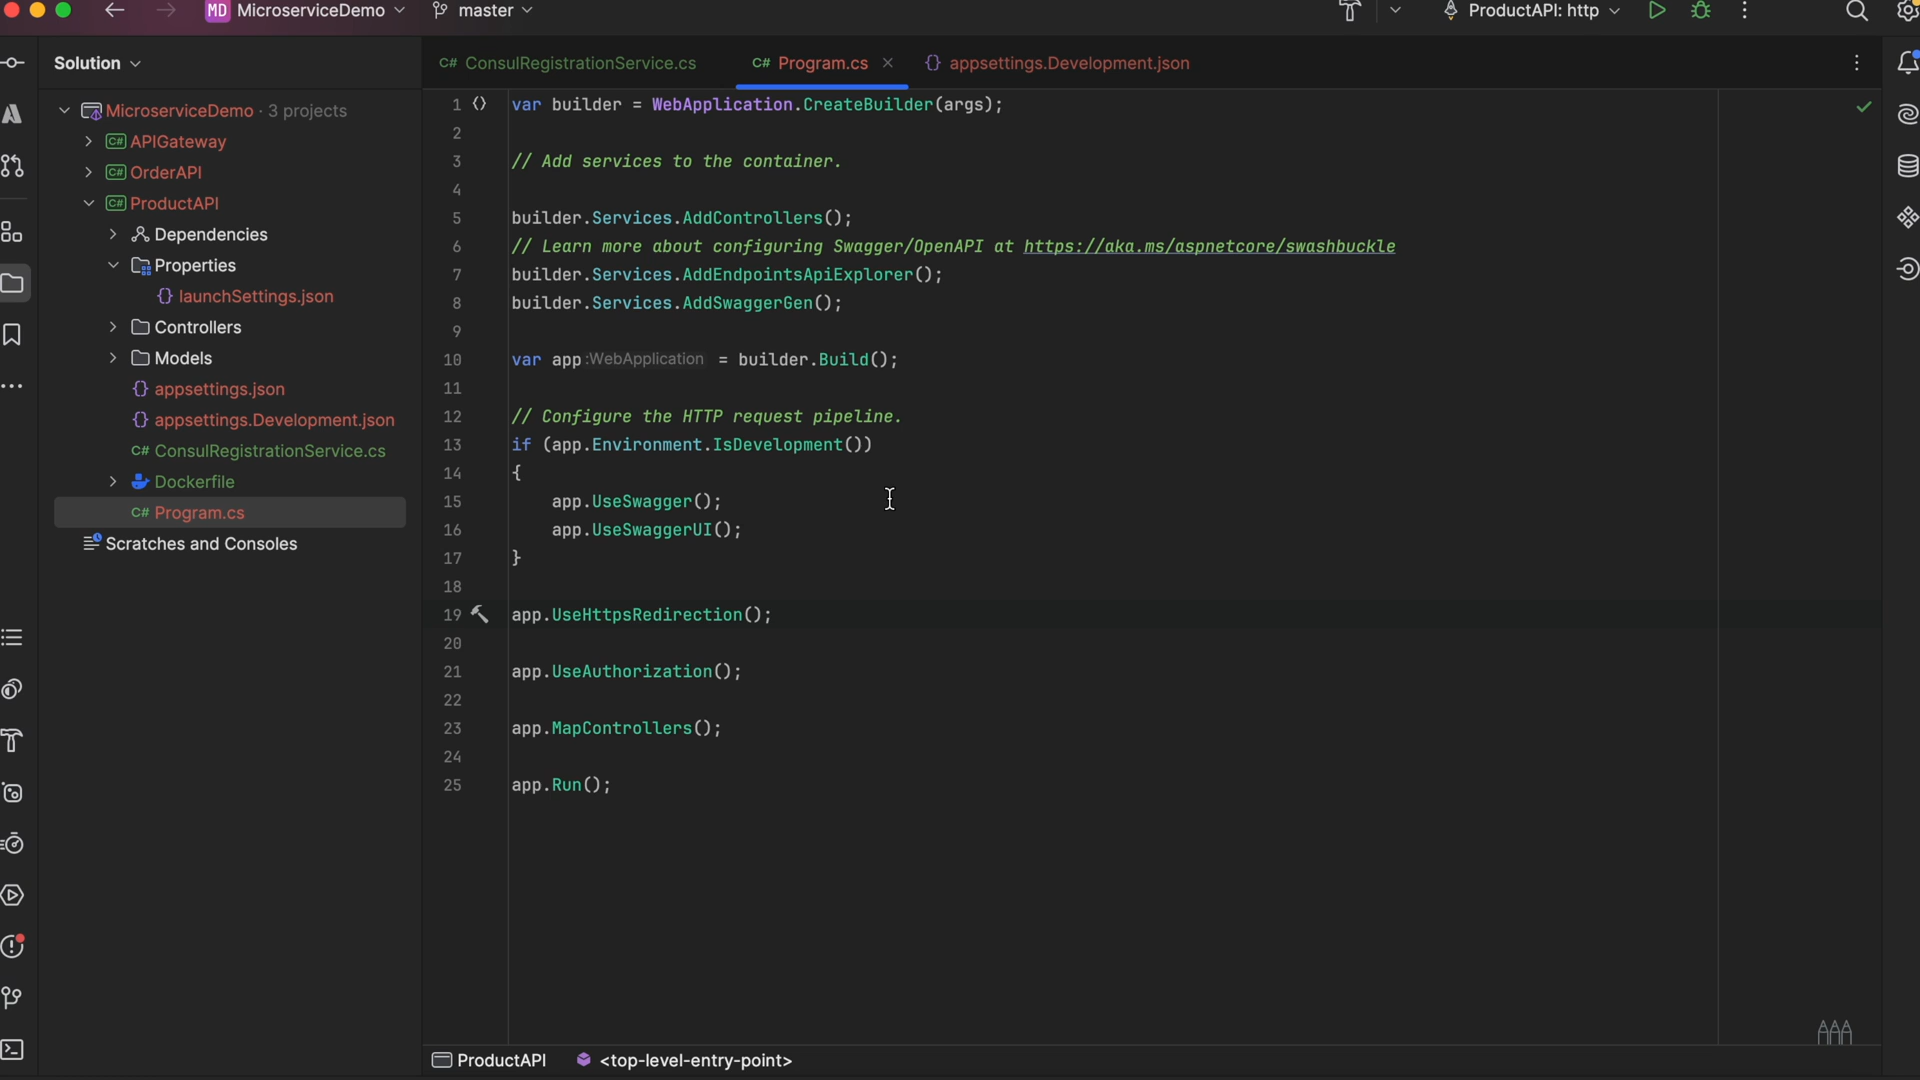 MD MicroserviceDemo
master
ProductAPI: http
Solution
C# ConsulRegistrationService.cs
C# Program.cs
{} appsettings.Development.json
MicroserviceDemo · 3 projects
C# APIGateway
C# OrderAPI
C# ProductAPI
Dependencies
Properties
{} launchSettings.json
Controllers
Models
{} appsettings.json
{} appsettings.Development.json
C# ConsulRegistrationService.cs
Dockerfile
C# Program.cs
Scratches and Consoles
1 var builder = WebApplication.CreateBuilder(args);
2
3 // Add services to the container.
4
5 builder.Services.AddControllers();
6 // Learn more about configuring Swagger/OpenAPI at https://aka.ms/aspnetcore/swashbuckle
7 builder.Services.AddEndpointsApiExplorer();
8 builder.Services.AddSwaggerGen();
9
10 var app :WebApplication = builder.Build();
11
12 // Configure the HTTP request pipeline.
13 if (app.Environment.IsDevelopment())
14 {
15 app.UseSwagger();
16 app.UseSwaggerUI();
17 }
18
19 app.UseHttpsRedirection();
20
21 app.UseAuthorization();
22
23 app.MapControllers();
24
25 app.Run();
ProductAPI
<top-level-entry-point>